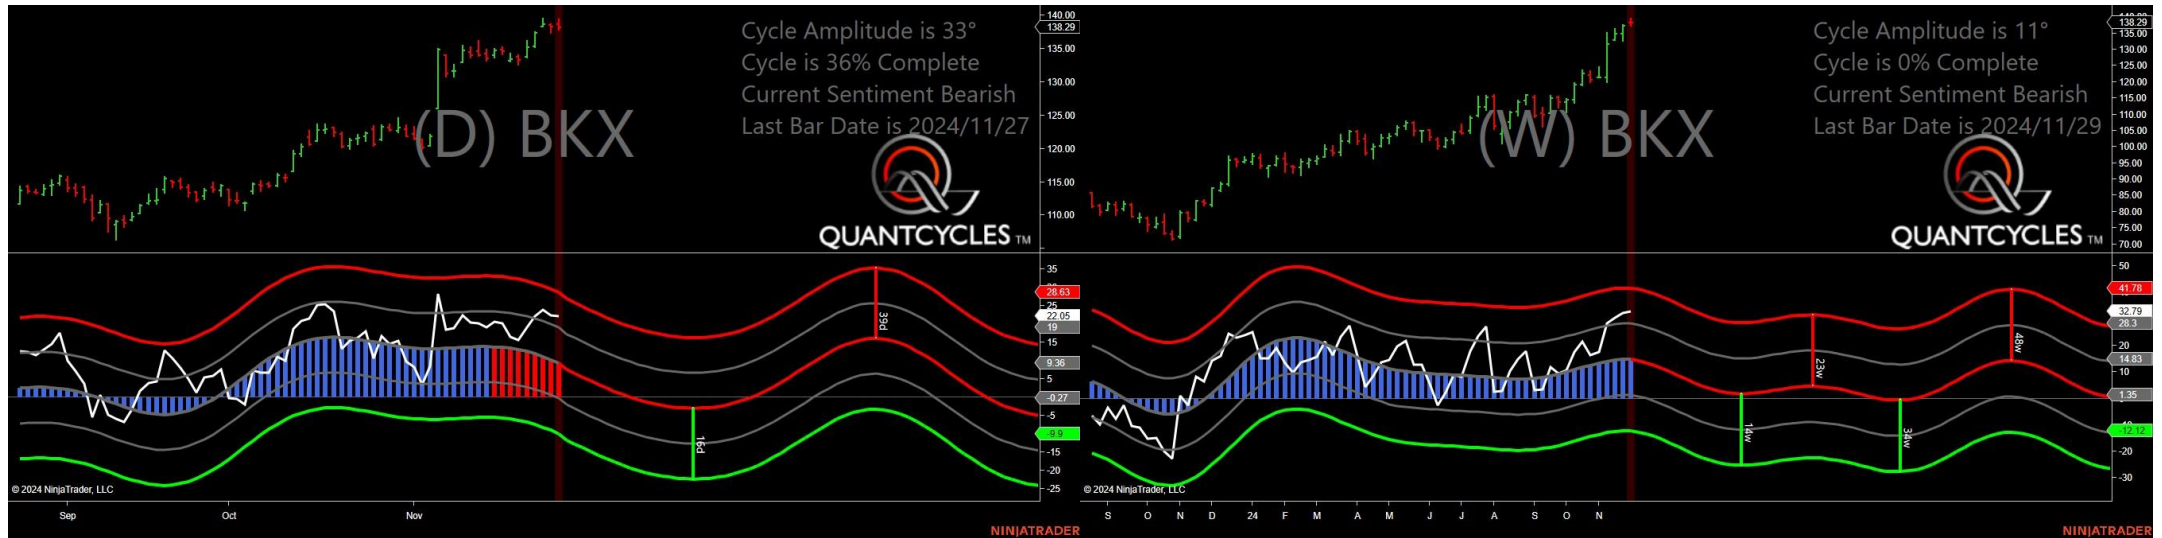 Cycle Amplitude is 33°
Cycle is 36% Complete
Current Sentiment Bearish
Last Bar Date is 2024/11/27
(D) BKX
QUANTCYCLES TM
140.00
138.29
135.00
130.00
125.00
120.00
115.00
110.00
35
28.63
25
22.05
19
15
9.36
5
-0.27
-5
-9.9
-15
-20
-25
39d
16d
© 2024 NinjaTrader, LLC
Sep Oct Nov
NINJATRADER
Cycle Amplitude is 11°
Cycle is 0% Complete
Current Sentiment Bearish
Last Bar Date is 2024/11/29
(W) BKX
QUANTCYCLES TM
138.29
135.00
130.00
125.00
120.00
115.00
110.00
105.00
100.00
95.00
90.00
85.00
80.00
75.00
70.00
50
41.78
32.79
28.3
20
14.83
10
1.35
-12.12
-20
-30
23w
48w
14w
34w
© 2024 NinjaTrader, LLC
S O N D 24 F M A M J J A S O N
NINJATRADER